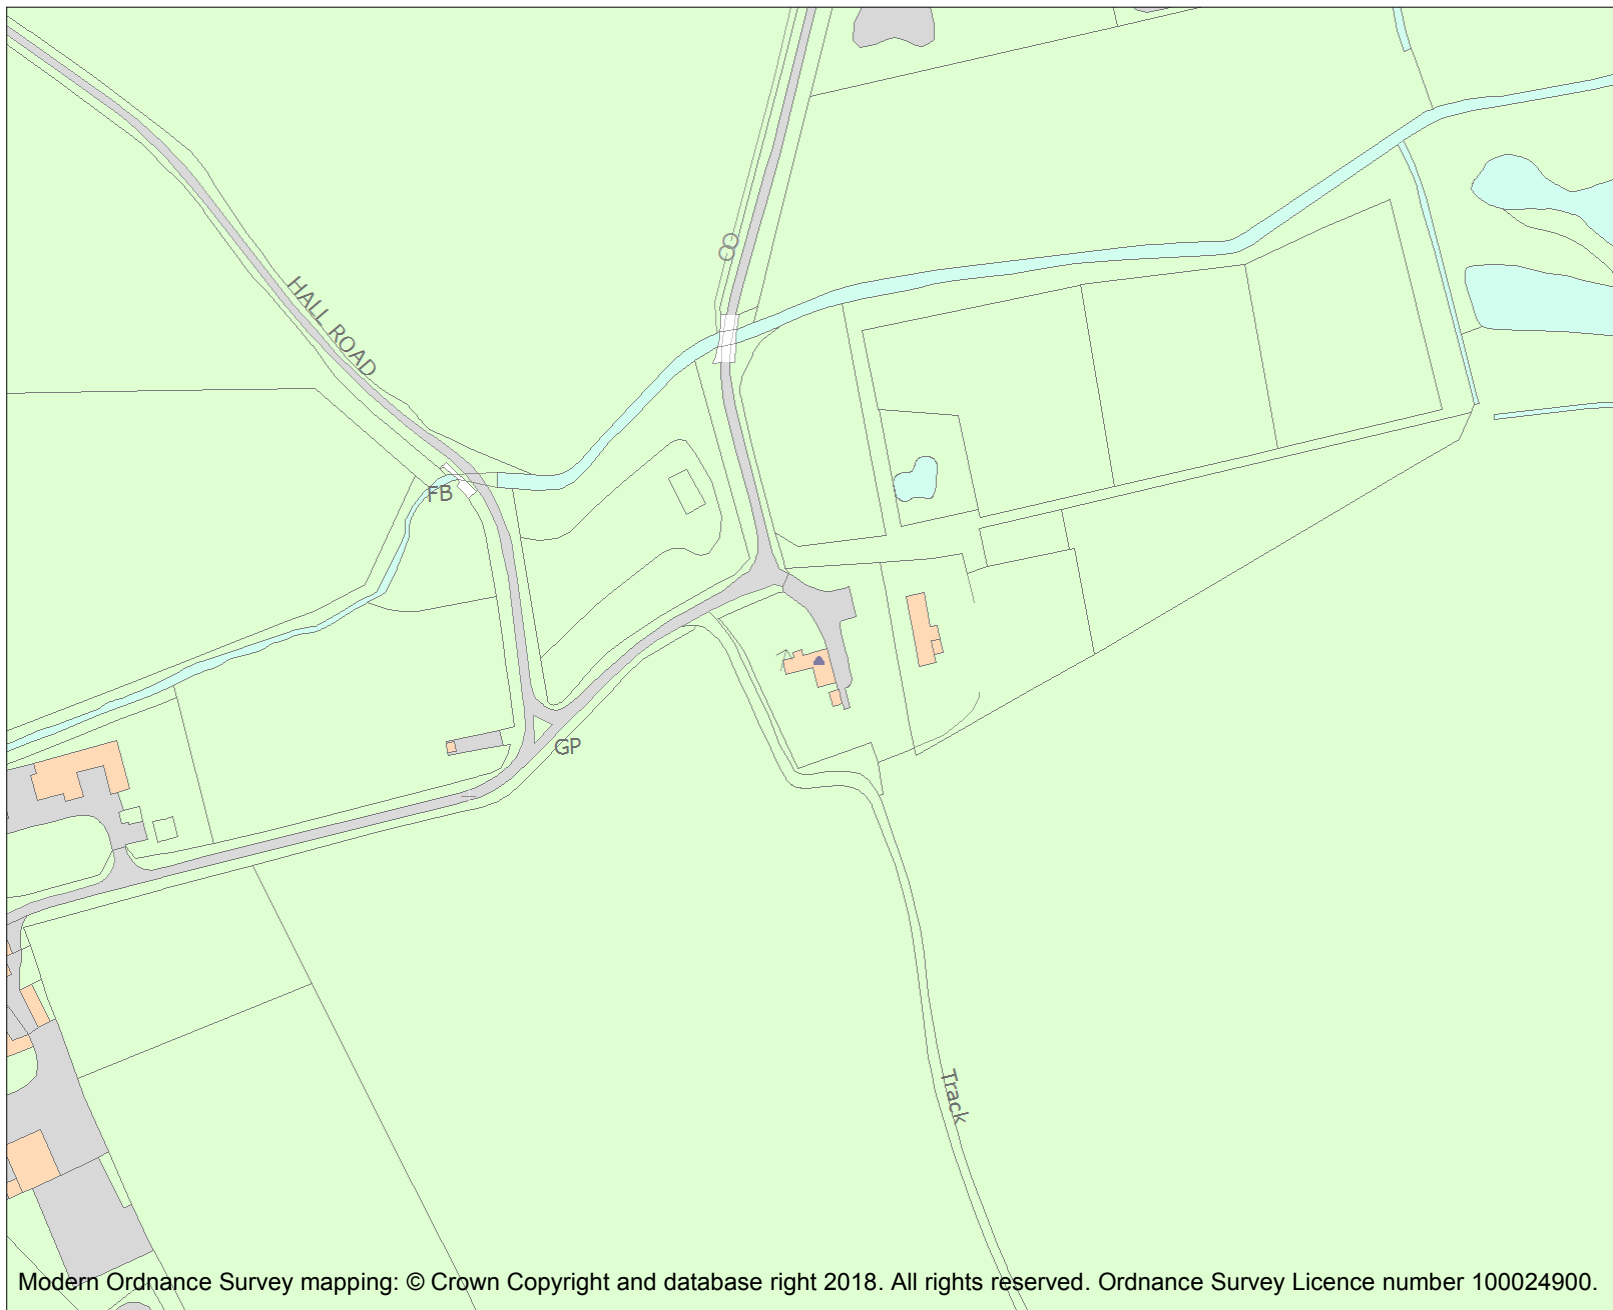 HALL ROAD
FB
GP
Track
Modern Ordnance Survey mapping: © Crown Copyright and database right 2018. All rights reserved. Ordnance Survey Licence number 100024900.